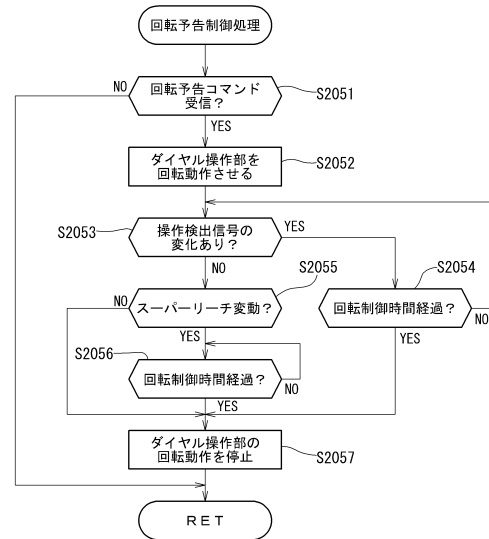 回転予告制御処理
NO
回転予告コマンド
受信？
S2051
YES
ダイヤル操作部を
回転動作させる
S2052
操作検出信号の
変化あり？
S2053
YES
NO
S2055
S2054
NO
スーパーリーチ変動？
回転制御時間経過？
NO
YES
YES
S2056
回転制御時間経過？
NO
YES
ダイヤル操作部の
回転動作を停止
S2057
ＲＥＴ